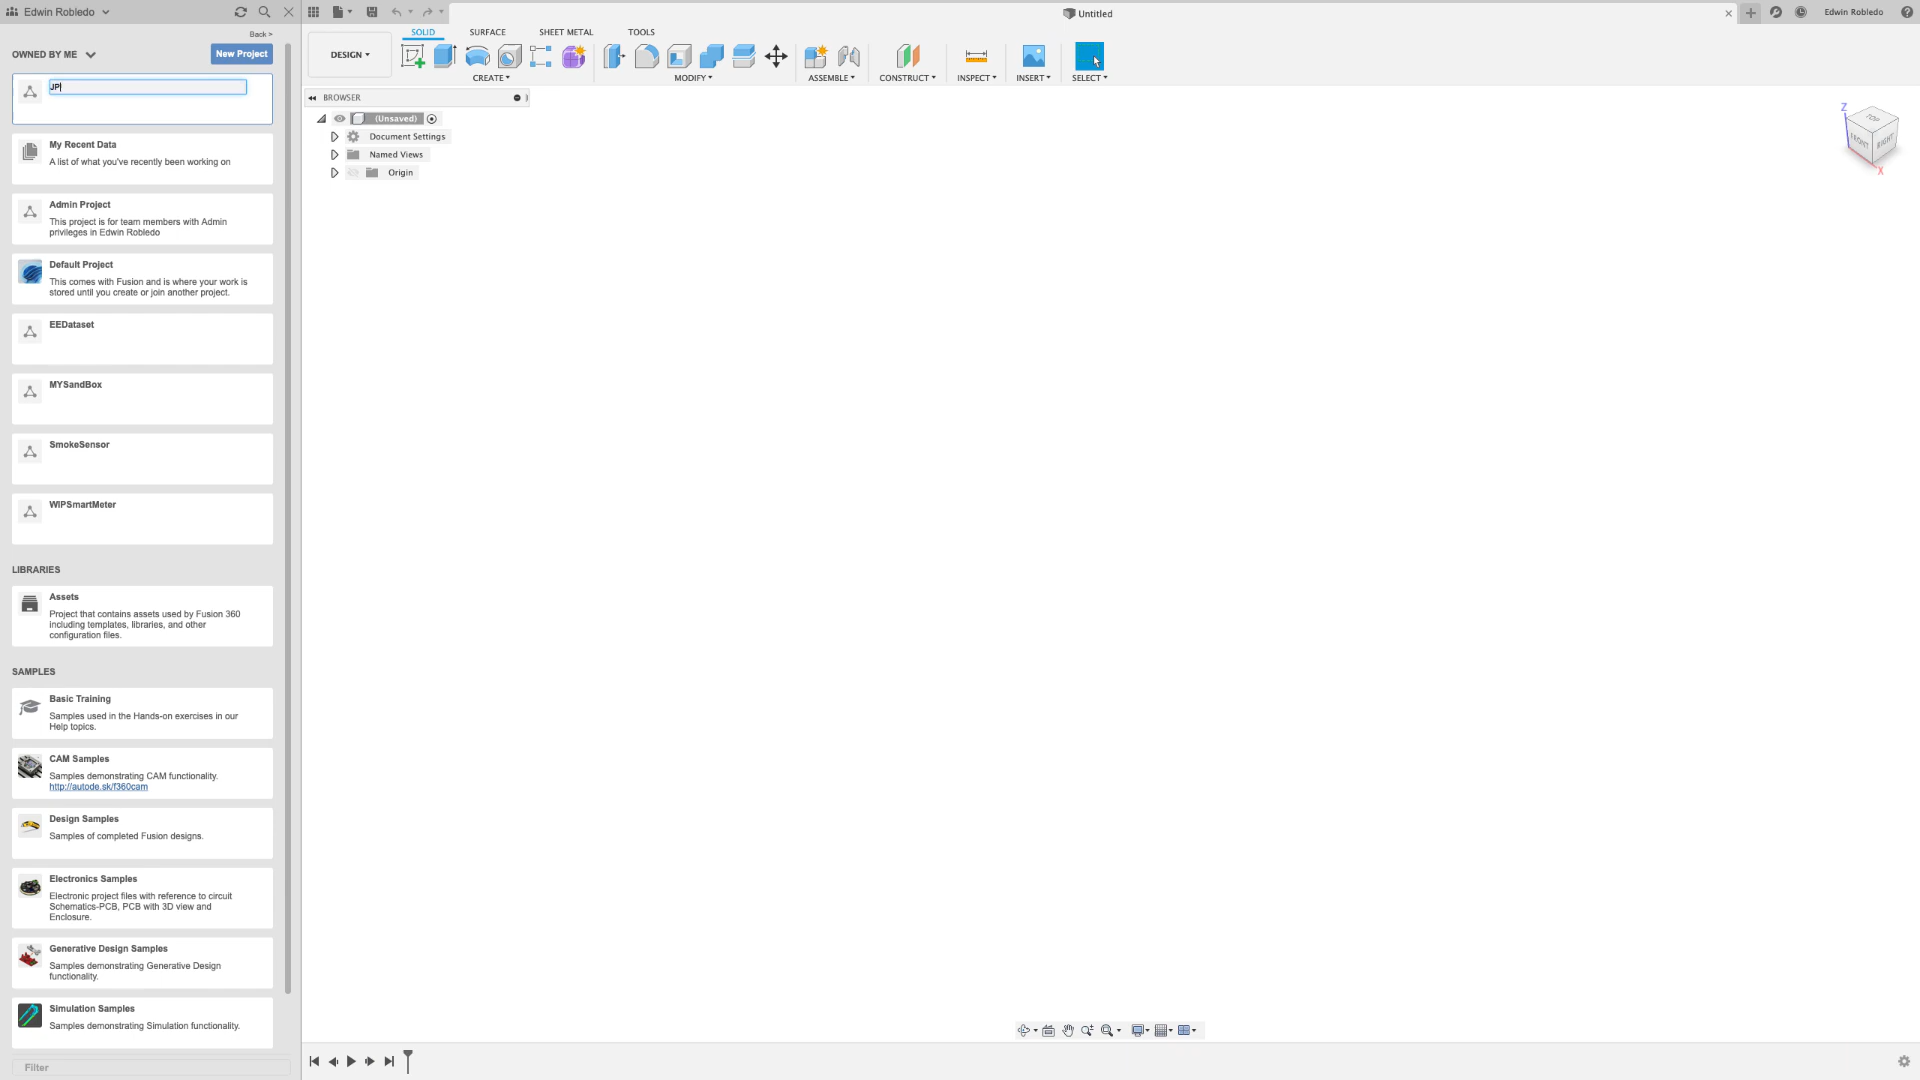 Edwin Robledo
Untitled
Edwin Robledo
Back >
OWNED BY ME
New Project
JP
My Recent Data
A list of what you've recently been working on
Admin Project
This project is for team members with Admin
privileges in Edwin Robledo
Default Project
This comes with Fusion and is where your work is
stored until you create or join another project.
EEDataset
MYSandBox
SmokeSensor
WIPSmartMeter
LIBRARIES
Assets
Project that contains assets used by Fusion 360
including templates, libraries, and other
configuration files.
SAMPLES
Basic Training
Samples used in the Hands-on exercises in our
Help topics.
CAM Samples
Samples demonstrating CAM functionality.
http://autode.sk/f360cam
Design Samples
Samples of completed Fusion designs.
Electronics Samples
Electronic project files with reference to circuit
Schematics-PCB, PCB with 3D view and
Enclosure.
Generative Design Samples
Samples demonstrating Generative Design
functionality.
Simulation Samples
Samples demonstrating Simulation functionality.
Filter
SOLID SURFACE SHEET METAL TOOLS
DESIGN
CREATE MODIFY ASSEMBLE CONSTRUCT INSPECT INSERT SELECT
BROWSER
(Unsaved)
Document Settings
Named Views
Origin
Z
TOP
FRONT
RIGHT
X